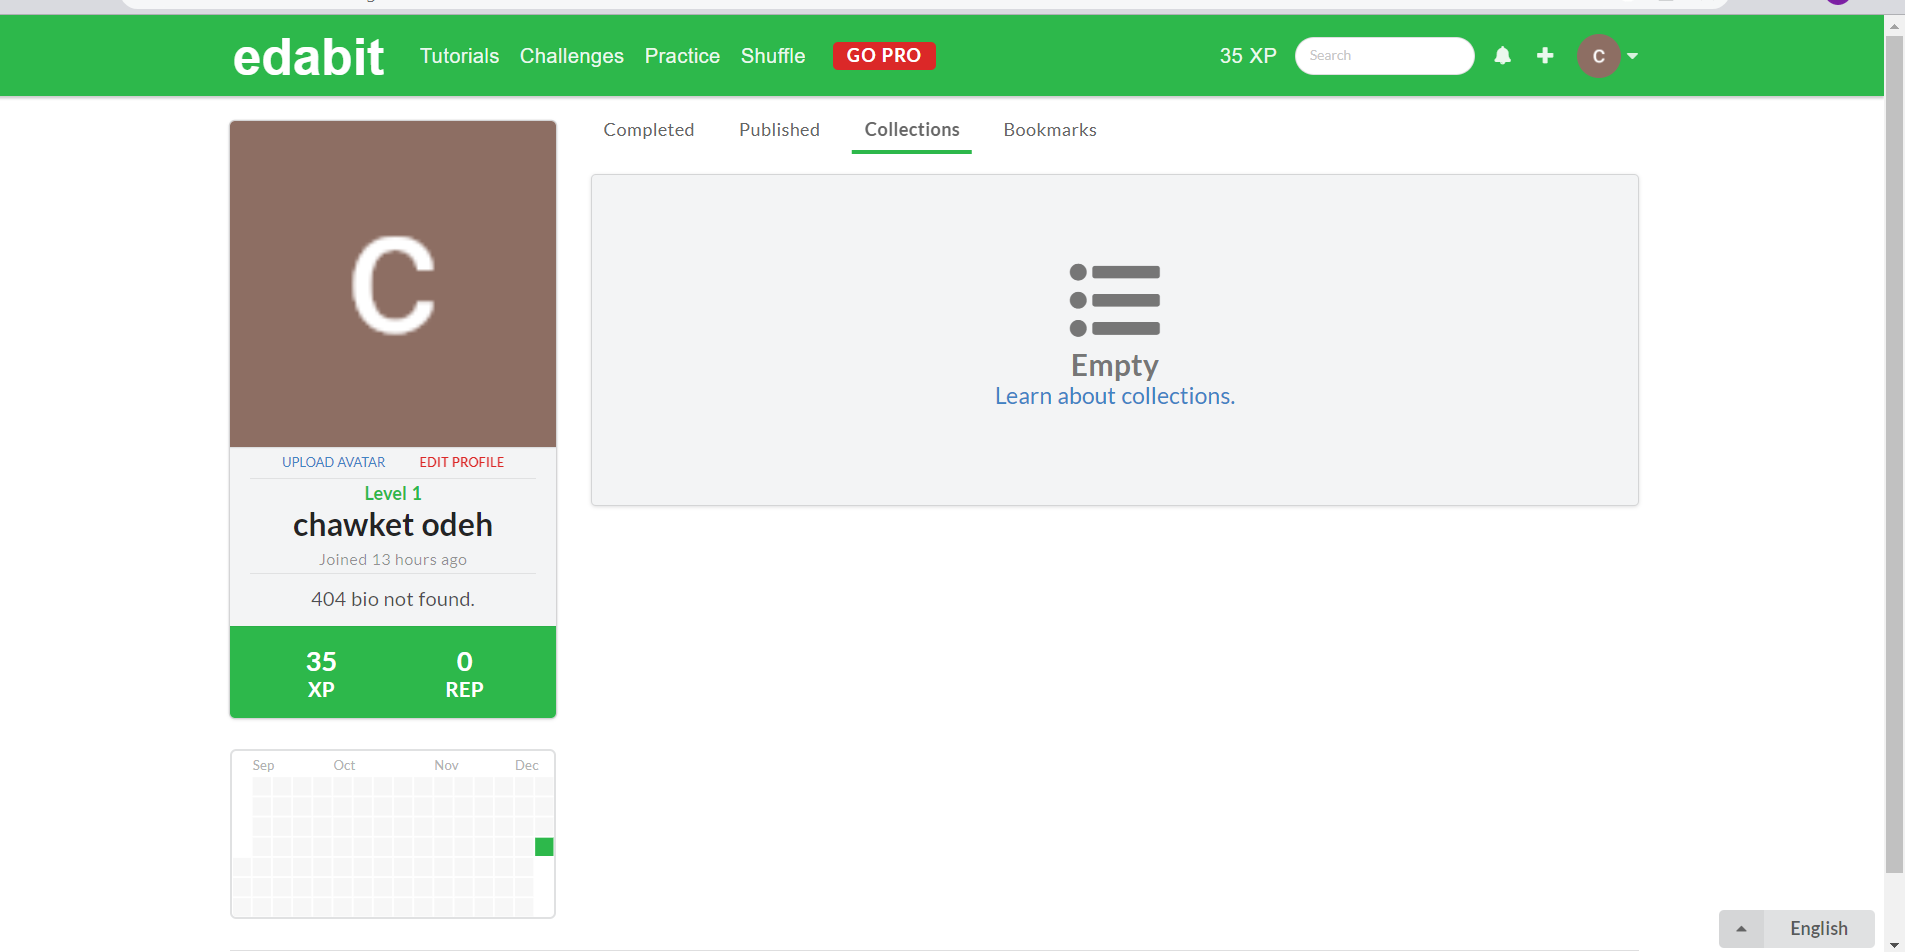 edabit Tutorials Challenges Practice Shuffle GO PRO 35 XP Search C
Completed Published Collections Bookmarks
C
Empty
Learn about collections.
UPLOAD AVATAR EDIT PROFILE
Level 1
chawket odeh
Joined 13 hours ago
404 bio not found.
35 0
XP REP
Sep Oct Nov Dec
English